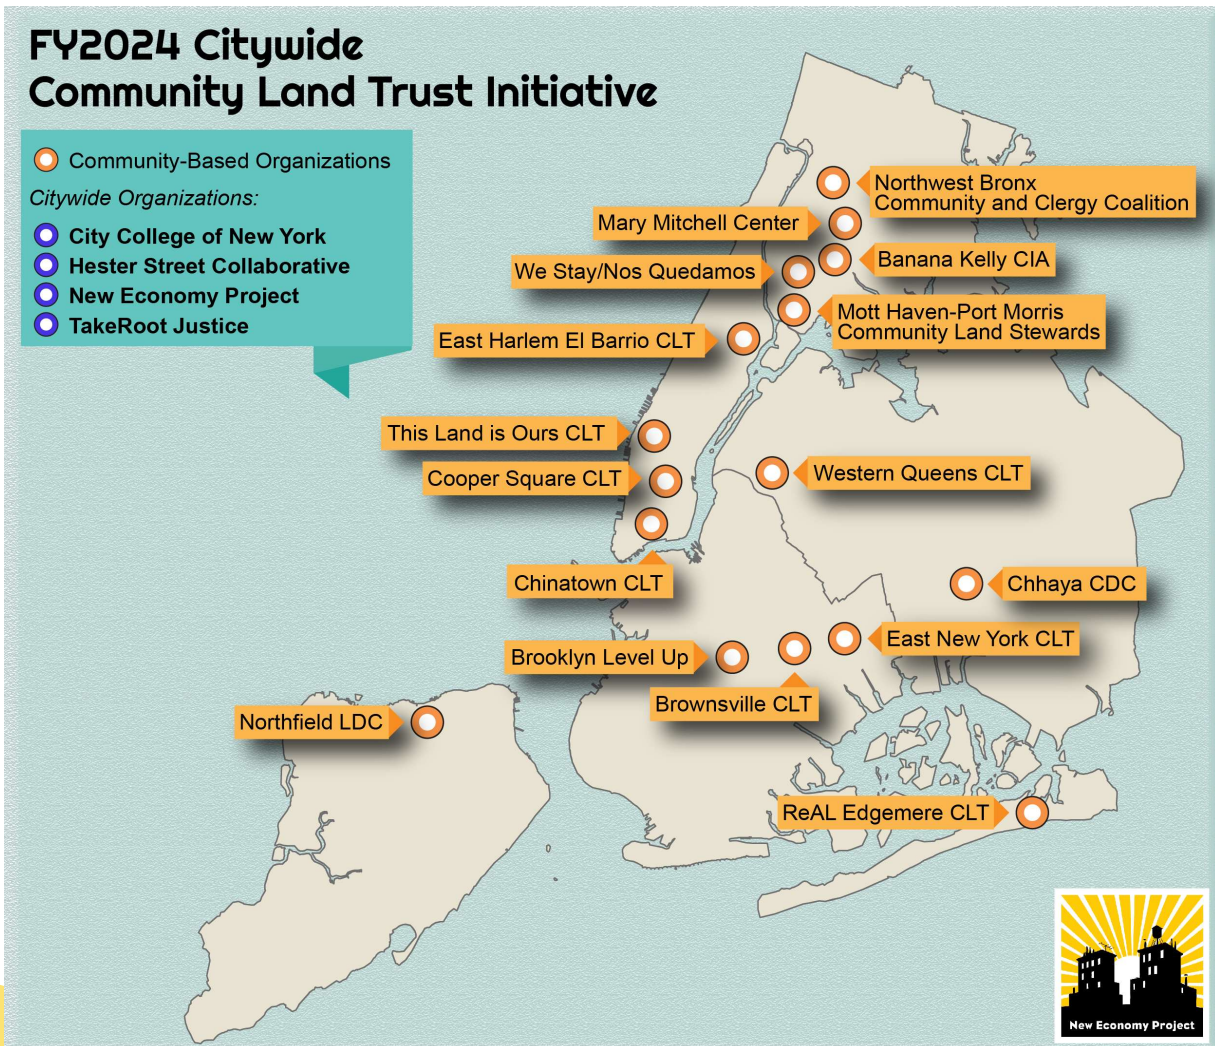 FY2024 Citywide
Community Land Trust Initiative
Community-Based Organizations
Citywide Organizations:
City College of New York
Hester Street Collaborative
New Economy Project
TakeRoot Justice
Northwest Bronx
Community and Clergy Coalition
Mary Mitchell Center
Banana Kelly CIA
We Stay/Nos Quedamos
Mott Haven-Port Morris
Community Land Stewards
East Harlem El Barrio CLT
This Land is Ours CLT
Cooper Square CLT
Western Queens CLT
Chinatown CLT
Chhaya CDC
East New York CLT
Brooklyn Level Up
Brownsville CLT
Northfield LDC
ReAL Edgemere CLT
New Economy Project